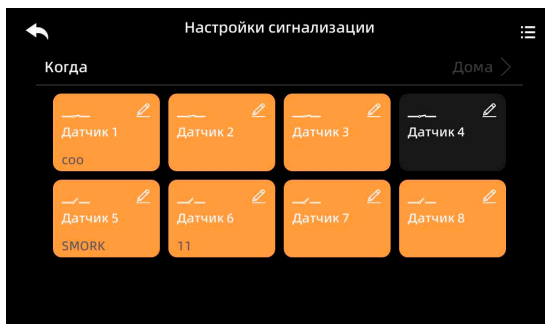 Настройки сигнализации
Когда
Дома
Датчик 1
coo
Датчик 2
Датчик 3
Датчик 4
Датчик 5
SMORK
Датчик 6
11
Датчик 7
Датчик 8